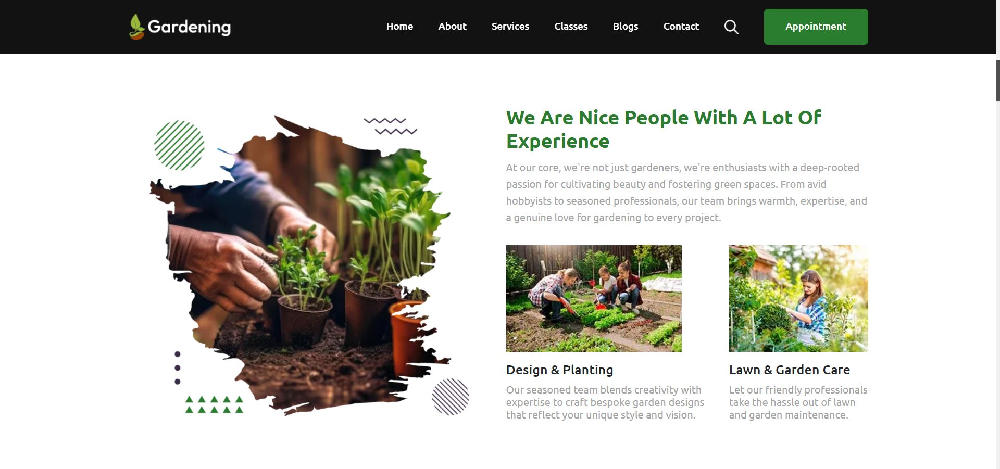 Gardening
Home About Services Classes Blogs Contact Appointment
We Are Nice People With A Lot Of
Experience
At our core, we're not just gardeners, we're enthusiasts with a deep-rooted
passion for cultivating beauty and fostering green spaces. From avid
hobbyists to seasoned professionals, our team brings warmth, expertise, and
a genuine love for gardening to every project.
Design & Planting
Our seasoned team blends creativity with
expertise to craft bespoke garden designs
that reflect your unique style and vision.
Lawn & Garden Care
Let our friendly professionals
take the hassle out of lawn
and garden maintenance.